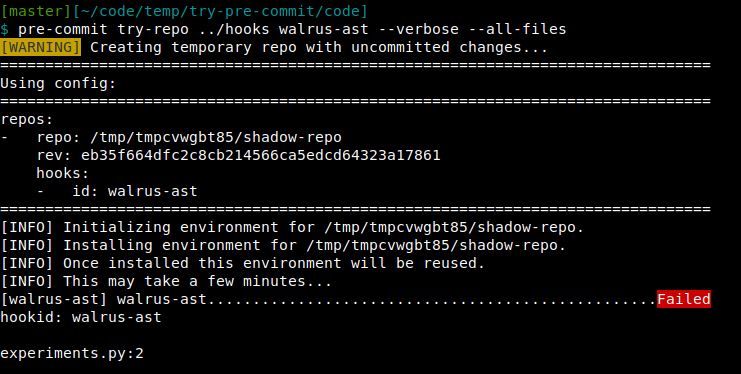 [master][~/code/temp/try-pre-commit/code]
$ pre-commit try-repo ../hooks walrus-ast --verbose --all-files
[WARNING] Creating temporary repo with uncommitted changes...
===============================================================================
Using config:
===============================================================================
repos:
-   repo: /tmp/tmpcvwgbt85/shadow-repo
    rev: eb35f664dfc2c8cb214566ca5edcd64323a17861
    hooks:
    -   id: walrus-ast
===============================================================================
[INFO] Initializing environment for /tmp/tmpcvwgbt85/shadow-repo.
[INFO] Installing environment for /tmp/tmpcvwgbt85/shadow-repo.
[INFO] Once installed this environment will be reused.
[INFO] This may take a few minutes...
[walrus-ast] walrus-ast..................................................Failed
hookid: walrus-ast

experiments.py:2